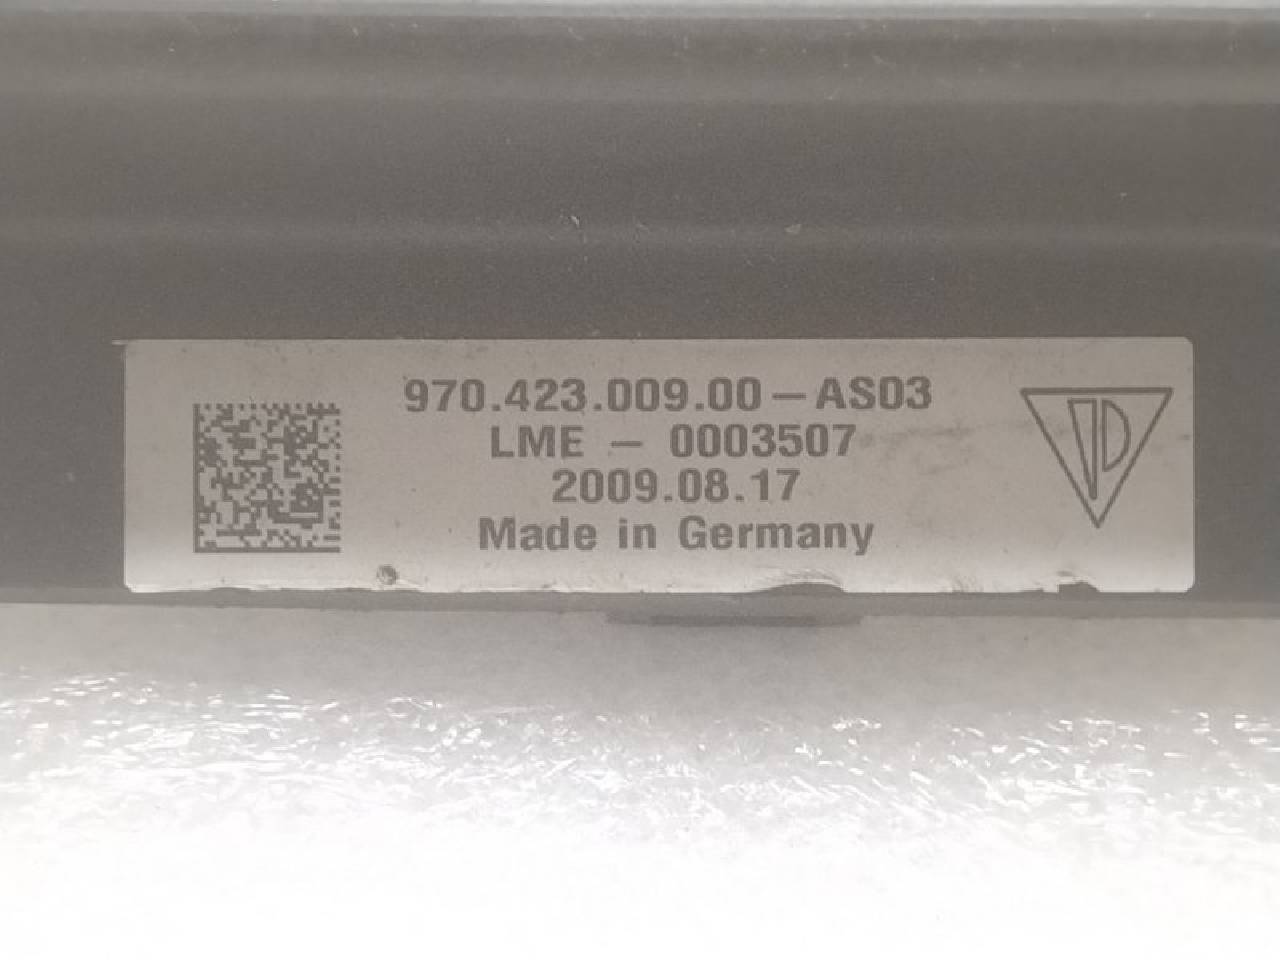 970.423.009.00-AS03
LME - 0003507
2009.08.17
Made in Germany